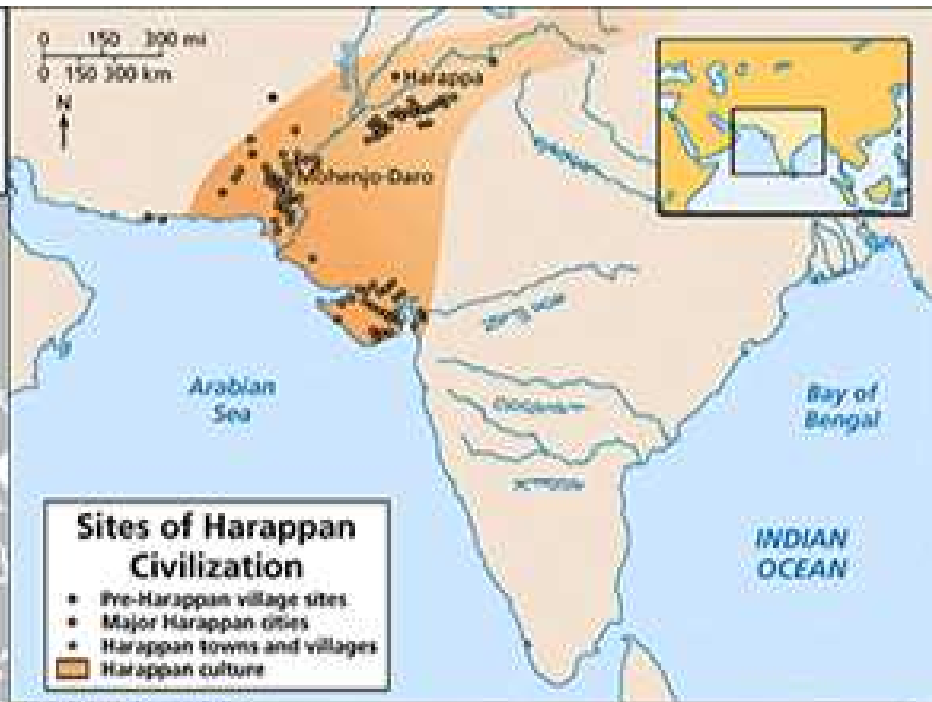 0 150 300 mi
0 150 300 km
N
Harappa
Mohenjo-Daro
Arabian
Sea
Bay of
Bengal
INDIAN
OCEAN
Sites of Harappan
Civilization
Pre-Harappan village sites
Major Harappan cities
Harappan towns and villages
Harappan culture